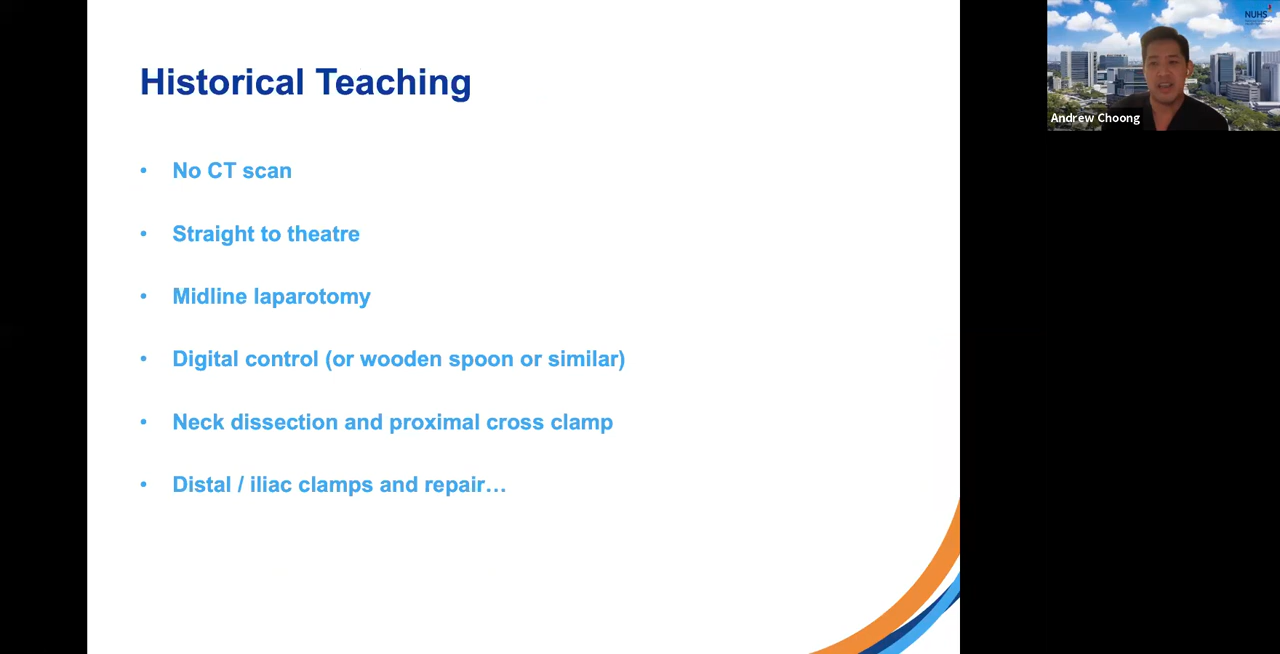 Historical Teaching
• No CT scan
• Straight to theatre
• Midline laparotomy
• Digital control (or wooden spoon or similar)
• Neck dissection and proximal cross clamp
• Distal / iliac clamps and repair…
NUHS
Andrew Choong